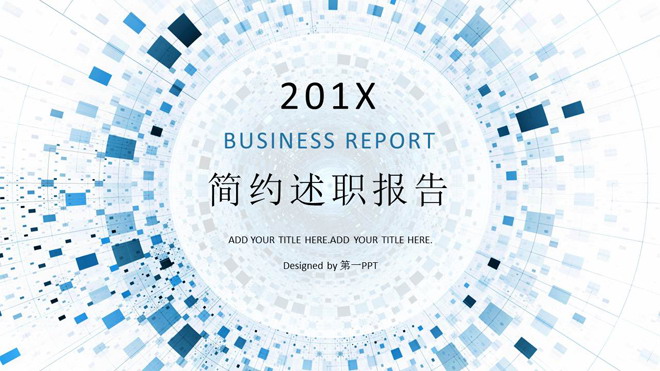 201X
BUSINESS REPORT
简约述职报告
ADD YOUR TITLE HERE.ADD YOUR TITLE HERE.
Designed by 第一PPT